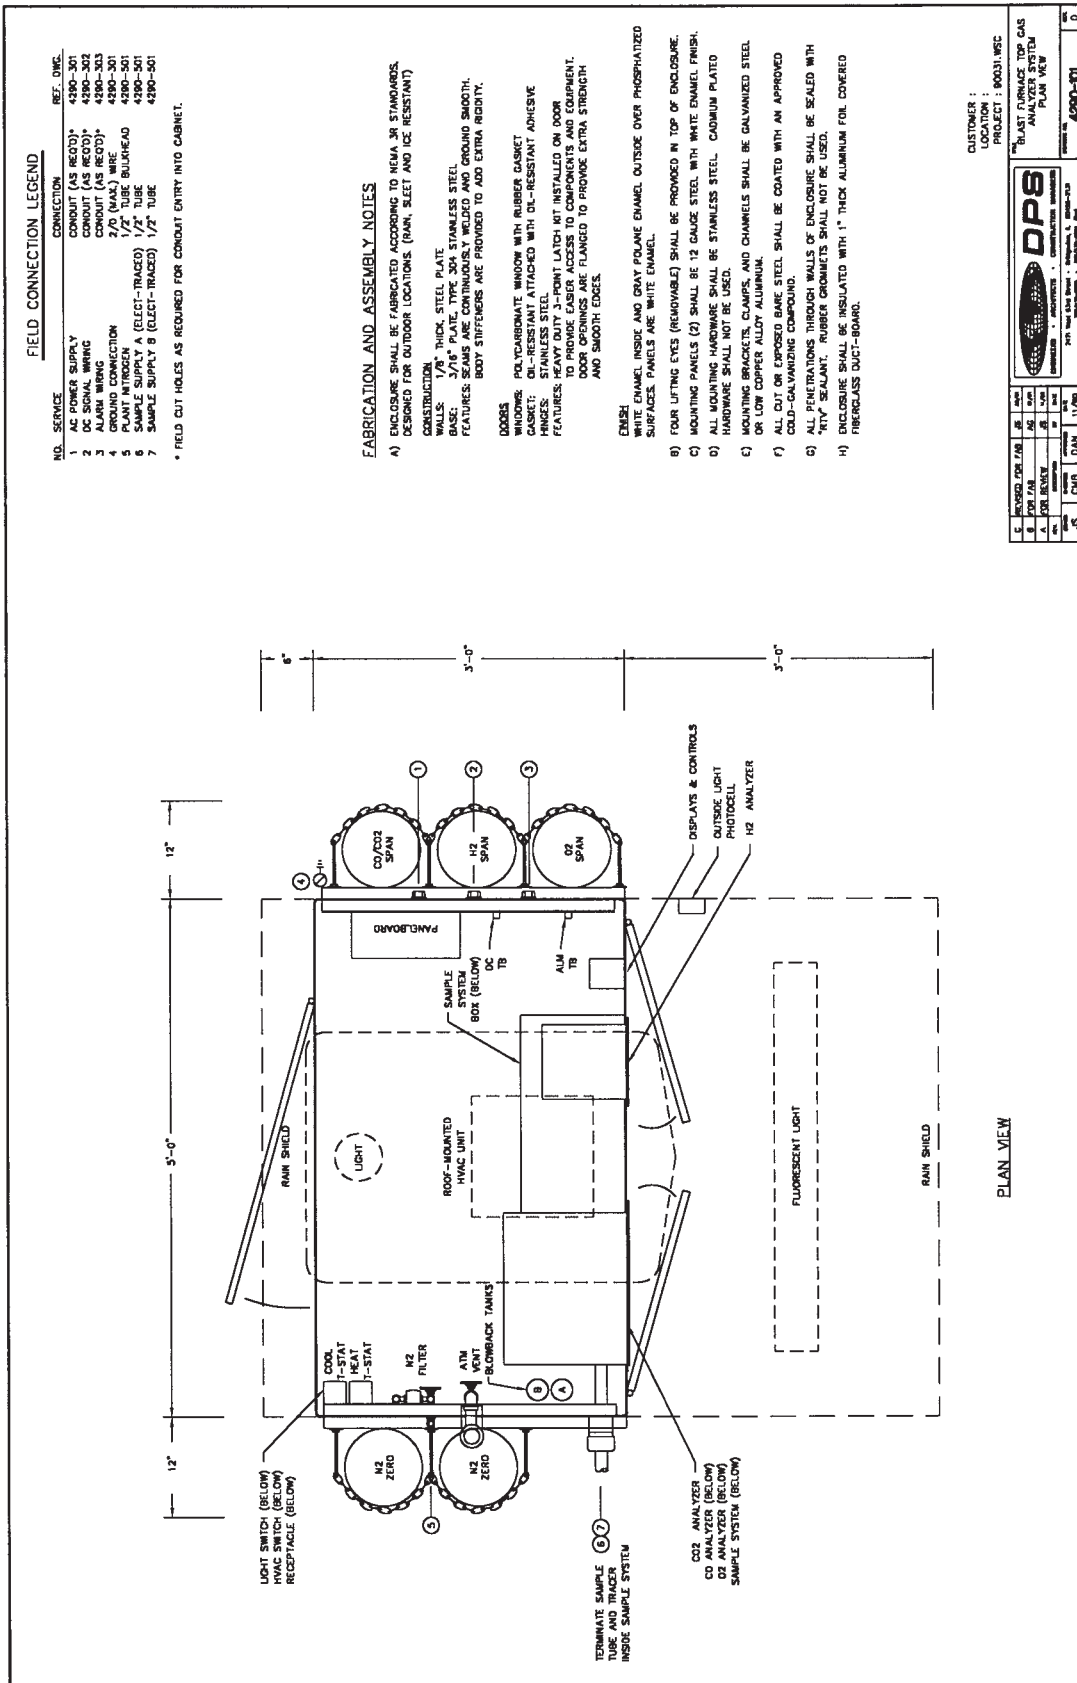 FIELD CONNECTION LEGEND
NO. SERVICE CONNECTION REF. DWG.
1 AC POWER SUPPLY CONDUIT (AS REQ'D)* 4290-301
2 DC SIGNAL WIRING CONDUIT (AS REQ'D)* 4290-302
3 ALARM WIRING CONDUIT (AS REQ'D)* 4290-303
4 GROUND CONNECTION 2/0 (MAX.) WIRE 4290-301
5 PLANT NITROGEN 1/2" TUBE BULKHEAD 4290-501
6 SAMPLE SUPPLY A (ELECT-TRACED) 1/2" TUBE 4290-501
7 SAMPLE SUPPLY B (ELECT-TRACED) 1/2" TUBE 4290-501
* FIELD CUT HOLES AS REQUIRED FOR CONDUIT ENTRY INTO CABINET.
FABRICATION AND ASSEMBLY NOTES
A) ENCLOSURE SHALL BE FABRICATED ACCORDING TO NEMA 3R STANDARDS.
DESIGNED FOR OUTDOOR LOCATIONS. (RAIN, SLEET AND ICE RESISTANT)
CONSTRUCTION
WALLS: 1/8" THICK, STEEL PLATE
BASE: 3/16" PLATE, TYPE 304 STAINLESS STEEL
FEATURES: SEAMS ARE CONTINUOUSLY WELDED AND GROUND SMOOTH.
BODY STIFFENERS ARE PROVIDED TO ADD EXTRA RIGIDITY.
DOORS
WINDOWS: POLYCARBONATE WINDOW WITH RUBBER GASKET
GASKET: OIL-RESISTANT ATTACHED WITH OIL-RESISTANT ADHESIVE
HINGES: STAINLESS STEEL
FEATURES: HEAVY DUTY 3-POINT LATCH KIT INSTALLED ON DOOR
TO PROVIDE EASIER ACCESS TO COMPONENTS AND EQUIPMENT.
DOOR OPENINGS ARE FLANGED TO PROVIDE EXTRA STRENGTH
AND SMOOTH EDGES.
FINISH
WHITE ENAMEL INSIDE AND GRAY POLANE ENAMEL OUTSIDE OVER PHOSPHATIZED
SURFACES. PANELS ARE WHITE ENAMEL.
B) FOUR LIFTING EYES (REMOVABLE) SHALL BE PROVIDED IN TOP OF ENCLOSURE.
C) MOUNTING PANELS (2) SHALL BE 12 GAUGE STEEL WITH WHITE ENAMEL FINISH.
D) ALL MOUNTING HARDWARE SHALL BE STAINLESS STEEL. CADMIUM PLATED
HARDWARE SHALL NOT BE USED.
E) MOUNTING BRACKETS, CLAMPS, AND CHANNELS SHALL BE GALVANIZED STEEL
OR LOW COPPER ALLOY ALUMINUM.
F) ALL CUT OR EXPOSED BARE STEEL SHALL BE COATED WITH AN APPROVED
COLD-GALVANIZING COMPOUND.
G) ALL PENETRATIONS THROUGH WALLS OF ENCLOSURE SHALL BE SEALED WITH
"RTV" SEALANT. RUBBER GROMMETS SHALL NOT BE USED.
H) ENCLOSURE SHALL BE INSULATED WITH 1" THICK ALUMINUM FOIL COVERED
FIBERGLASS DUCT-BOARD.
CUSTOMER :
LOCATION :
PROJECT : 90031.WSC
BLAST FURNACE TOP GAS
ANALYZER SYSTEM
PLAN VIEW
4290-101
DPS
ENGINEERS • ARCHITECTS • CONSTRUCTION MANAGERS
C REVISED FOR FAB JS
B FOR FAB AG
A FOR REVIEW JS
JS CMB DAN 11/90
12" 5'-0" 12"
6"
3'-0"
3'-0"
LIGHT SWITCH (BELOW)
HVAC SWITCH (BELOW)
RECEPTACLE (BELOW)
COOL
T-STAT
HEAT
T-STAT
N2
FILTER
ATM
VENT
BLOWBACK TANKS
B
A
N2
ZERO
N2
ZERO
5
TERMINATE SAMPLE
TUBE AND TRACER
INSIDE SAMPLE SYSTEM
6 7
CO2 ANALYZER
CO ANALYZER (BELOW)
O2 ANALYZER (BELOW)
SAMPLE SYSTEM (BELOW)
RAIN SHIELD
LIGHT
ROOF-MOUNTED
HVAC UNIT
SAMPLE
SYSTEM
BOX (BELOW)
PANELBOARD
DC
TB
ALM
TB
4
CO/CO2
SPAN
H2
SPAN
O2
SPAN
1
2
3
DISPLAYS & CONTROLS
OUTSIDE LIGHT
PHOTOCELL
H2 ANALYZER
FLUORESCENT LIGHT
RAIN SHIELD
PLAN VIEW